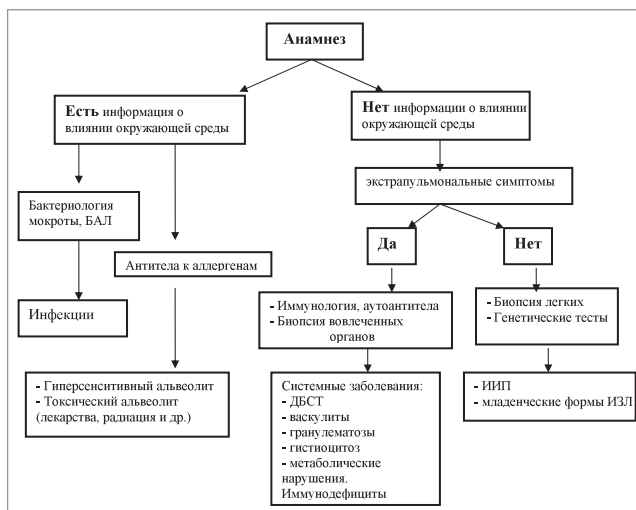 Анамнез
Есть информация о
влиянии окружающей среды
Нет информации о влиянии
окружающей среды
экстрапульмональные симптомы
Бактериология
мокроты, БАЛ
Антитела к аллергенам
Да
Нет
Инфекции
- Иммунология, аутоантитела
- Биопсия вовлеченных
органов
- Биопсия легких
- Генетические тесты
- Гиперсенситивный альвеолит
- Токсический альвеолит
(лекарства, радиация и др.)
Системные заболевания:
- ДБСТ
- васкулиты
- гранулематозы
- гистиоцитоз
- метаболические
нарушения.
Иммунодефициты
- ИИП
- младенческие формы ИЗЛ